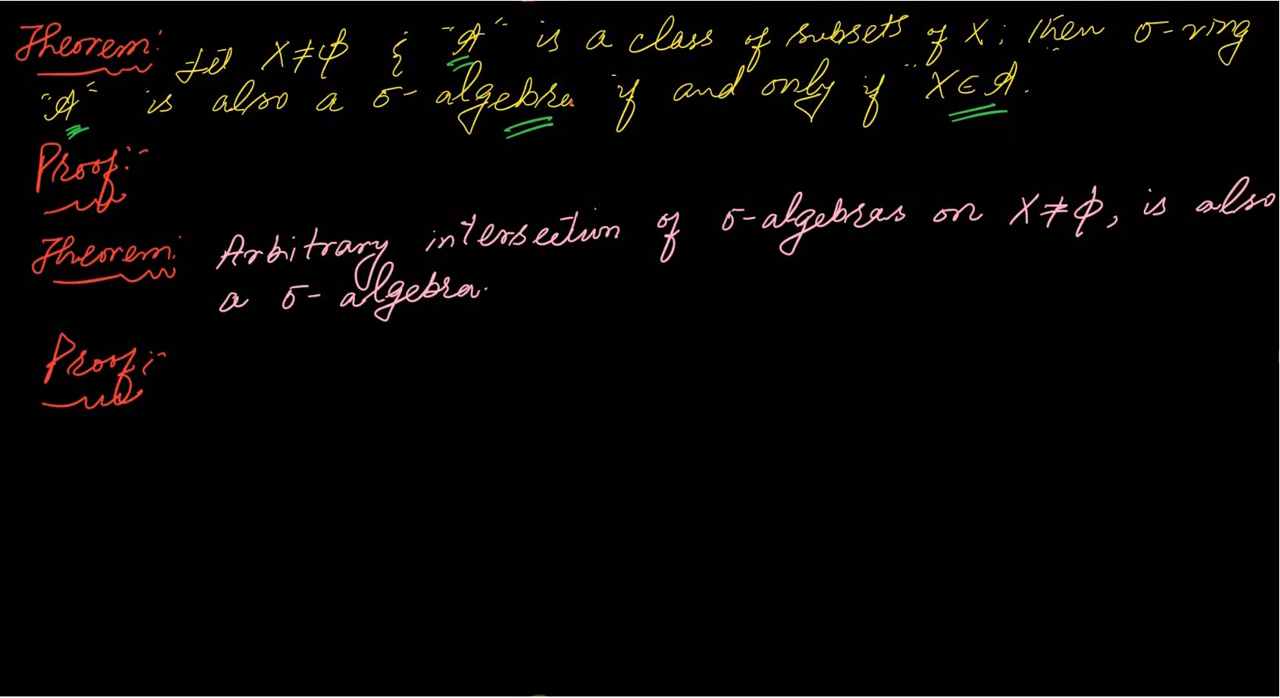 Theorem: Let X≠φ & "A" is a class of subsets of X; then σ-ring
"A" is also a σ-algebra if and only if "X∈A."
Proof:-
Theorem: Arbitrary intersection of σ-algebras on X≠φ, is also
a σ-algebra.
Proof:-